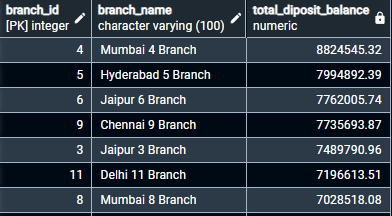 branch_id branch_name total_diposit_balance
[PK] integer character varying (100) numeric
4 Mumbai 4 Branch 8824545.32
5 Hyderabad 5 Branch 7994892.39
6 Jaipur 6 Branch 7762005.74
9 Chennai 9 Branch 7735693.87
3 Jaipur 3 Branch 7489790.96
11 Delhi 11 Branch 7196613.51
8 Mumbai 8 Branch 7028518.08